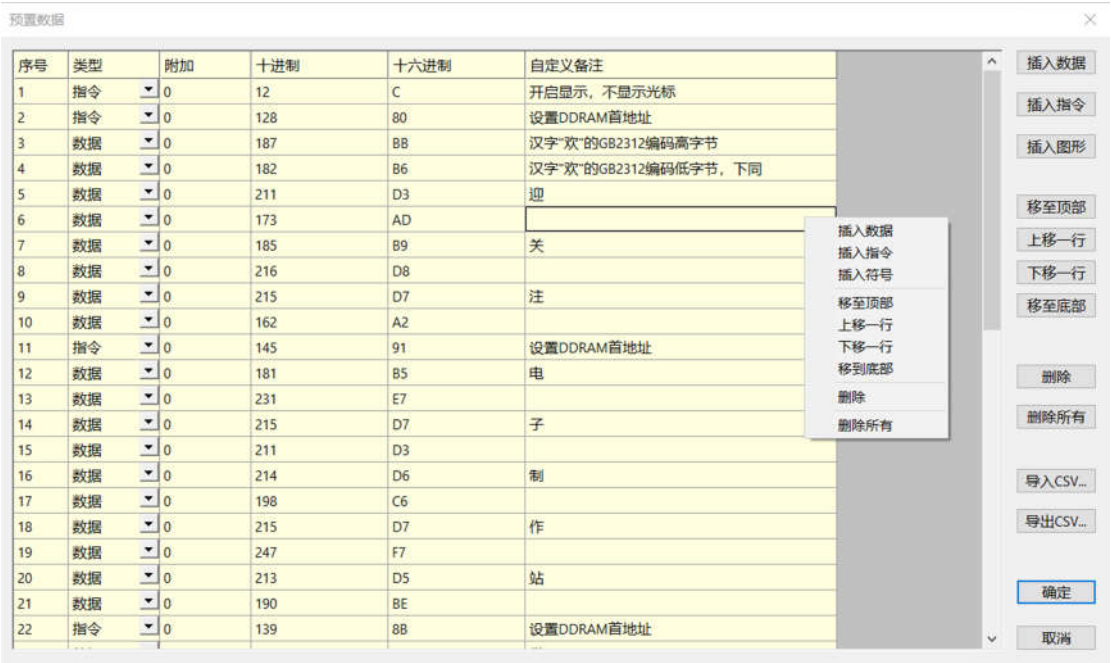 预置数据
序号 类型 附加 十进制 十六进制 自定义备注
1 指令 0 12 C 开启显示，不显示光标
2 指令 0 128 80 设置DDRAM首地址
3 数据 0 187 BB 汉字“欢”的GB2312编码高字节
4 数据 0 182 B6 汉字“欢”的GB2312编码低字节，下同
5 数据 0 211 D3 迎
6 数据 0 173 AD
7 数据 0 185 B9 关
8 数据 0 216 D8
9 数据 0 215 D7 注
10 数据 0 162 A2
11 指令 0 145 91 设置DDRAM首地址
12 数据 0 181 B5 电
13 数据 0 231 E7
14 数据 0 215 D7 子
15 数据 0 211 D3
16 数据 0 214 D6 制
17 数据 0 198 C6
18 数据 0 215 D7 作
19 数据 0 247 F7
20 数据 0 213 D5 站
21 数据 0 190 BE
22 指令 0 139 8B 设置DDRAM首地址
插入数据
插入指令
插入符号
移至顶部
上移一行
下移一行
移到底部
删除
删除所有
插入数据
插入指令
插入图形
移至顶部
上移一行
下移一行
移至底部
删除
删除所有
导入CSV...
导出CSV...
确定
取消